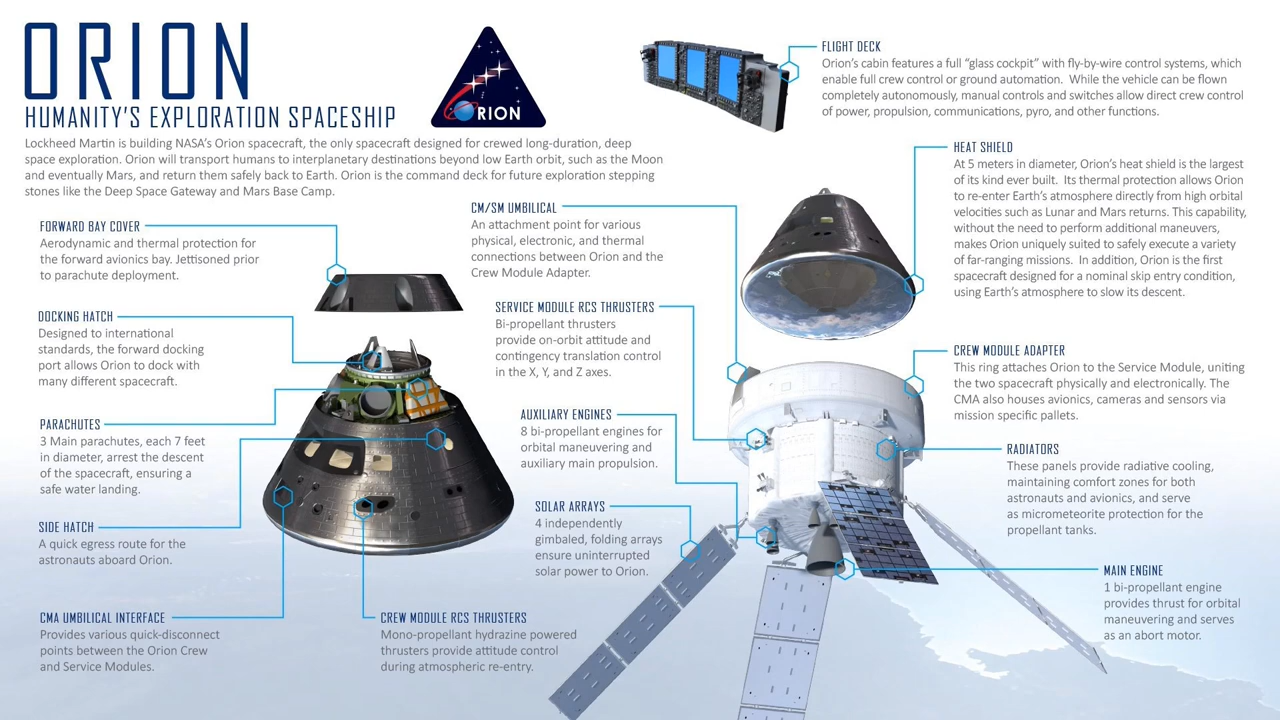 ORION
HUMANITY'S EXPLORATION SPACESHIP
Lockheed Martin is building NASA's Orion spacecraft, the only spacecraft designed for crewed long-duration, deep
space exploration. Orion will transport humans to interplanetary destinations beyond low Earth orbit, such as the Moon
and eventually Mars, and return them safely back to Earth. Orion is the command deck for future exploration stepping
stones like the Deep Space Gateway and Mars Base Camp.
ORION
FLIGHT DECK
Orion's cabin features a full "glass cockpit" with fly-by-wire control systems, which
enable full crew control or ground automation. While the vehicle can be flown
completely autonomously, manual controls and switches allow direct crew control
of power, propulsion, communications, pyro, and other functions.
FORWARD BAY COVER
Aerodynamic and thermal protection for
the forward avionics bay. Jettisoned prior
to parachute deployment.
DOCKING HATCH
Designed to international
standards, the forward docking
port allows Orion to dock with
many different spacecraft.
PARACHUTES
3 Main parachutes, each 7 feet
in diameter, arrest the descent
of the spacecraft, ensuring a
safe water landing.
SIDE HATCH
A quick egress route for the
astronauts aboard Orion.
CMA UMBILICAL INTERFACE
Provides various quick-disconnect
points between the Orion Crew
and Service Modules.
CREW MODULE RCS THRUSTERS
Mono-propellant hydrazine powered
thrusters provide attitude control
during atmospheric re-entry.
CM/SM UMBILICAL
An attachment point for various
physical, electronic, and thermal
connections between Orion and the
Crew Module Adapter.
SERVICE MODULE RCS THRUSTERS
Bi-propellant thrusters
provide on-orbit attitude and
contingency translation control
in the X, Y, and Z axes.
AUXILIARY ENGINES
8 bi-propellant engines for
orbital maneuvering and
auxiliary main propulsion.
SOLAR ARRAYS
4 independently
gimbaled, folding arrays
ensure uninterrupted
solar power to Orion.
HEAT SHIELD
At 5 meters in diameter, Orion's heat shield is the largest
of its kind ever built. Its thermal protection allows Orion
to re-enter Earth's atmosphere directly from high orbital
velocities such as Lunar and Mars returns. This capability,
without the need to perform additional maneuvers,
makes Orion uniquely suited to safely execute a variety
of far-ranging missions. In addition, Orion is the first
spacecraft designed for a nominal skip entry condition,
using Earth's atmosphere to slow its descent.
CREW MODULE ADAPTER
This ring attaches Orion to the Service Module, uniting
the two spacecraft physically and electronically. The
CMA also houses avionics, cameras and sensors via
mission specific pallets.
RADIATORS
These panels provide radiative cooling,
maintaining comfort zones for both
astronauts and avionics, and serve
as micrometeorite protection for the
propellant tanks.
MAIN ENGINE
1 bi-propellant engine
provides thrust for orbital
maneuvering and serves
as an abort motor.